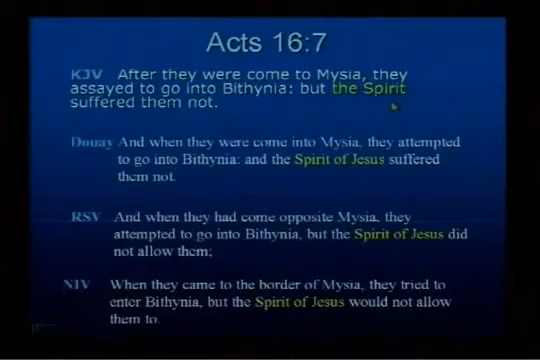 Acts 16:7
KJV After they were come to Mysia, they
assayed to go into Bithynia: but the Spirit
suffered them not.
Douay And when they were come into Mysia, they attempted
to go into Bithynia: and the Spirit of Jesus suffered
them not.
RSV And when they had come opposite Mysia, they
attempted to go into Bithynia, but the Spirit of Jesus did
not allow them;
NIV When they came to the border of Mysia, they tried to
enter Bithynia, but the Spirit of Jesus would not allow
them to.